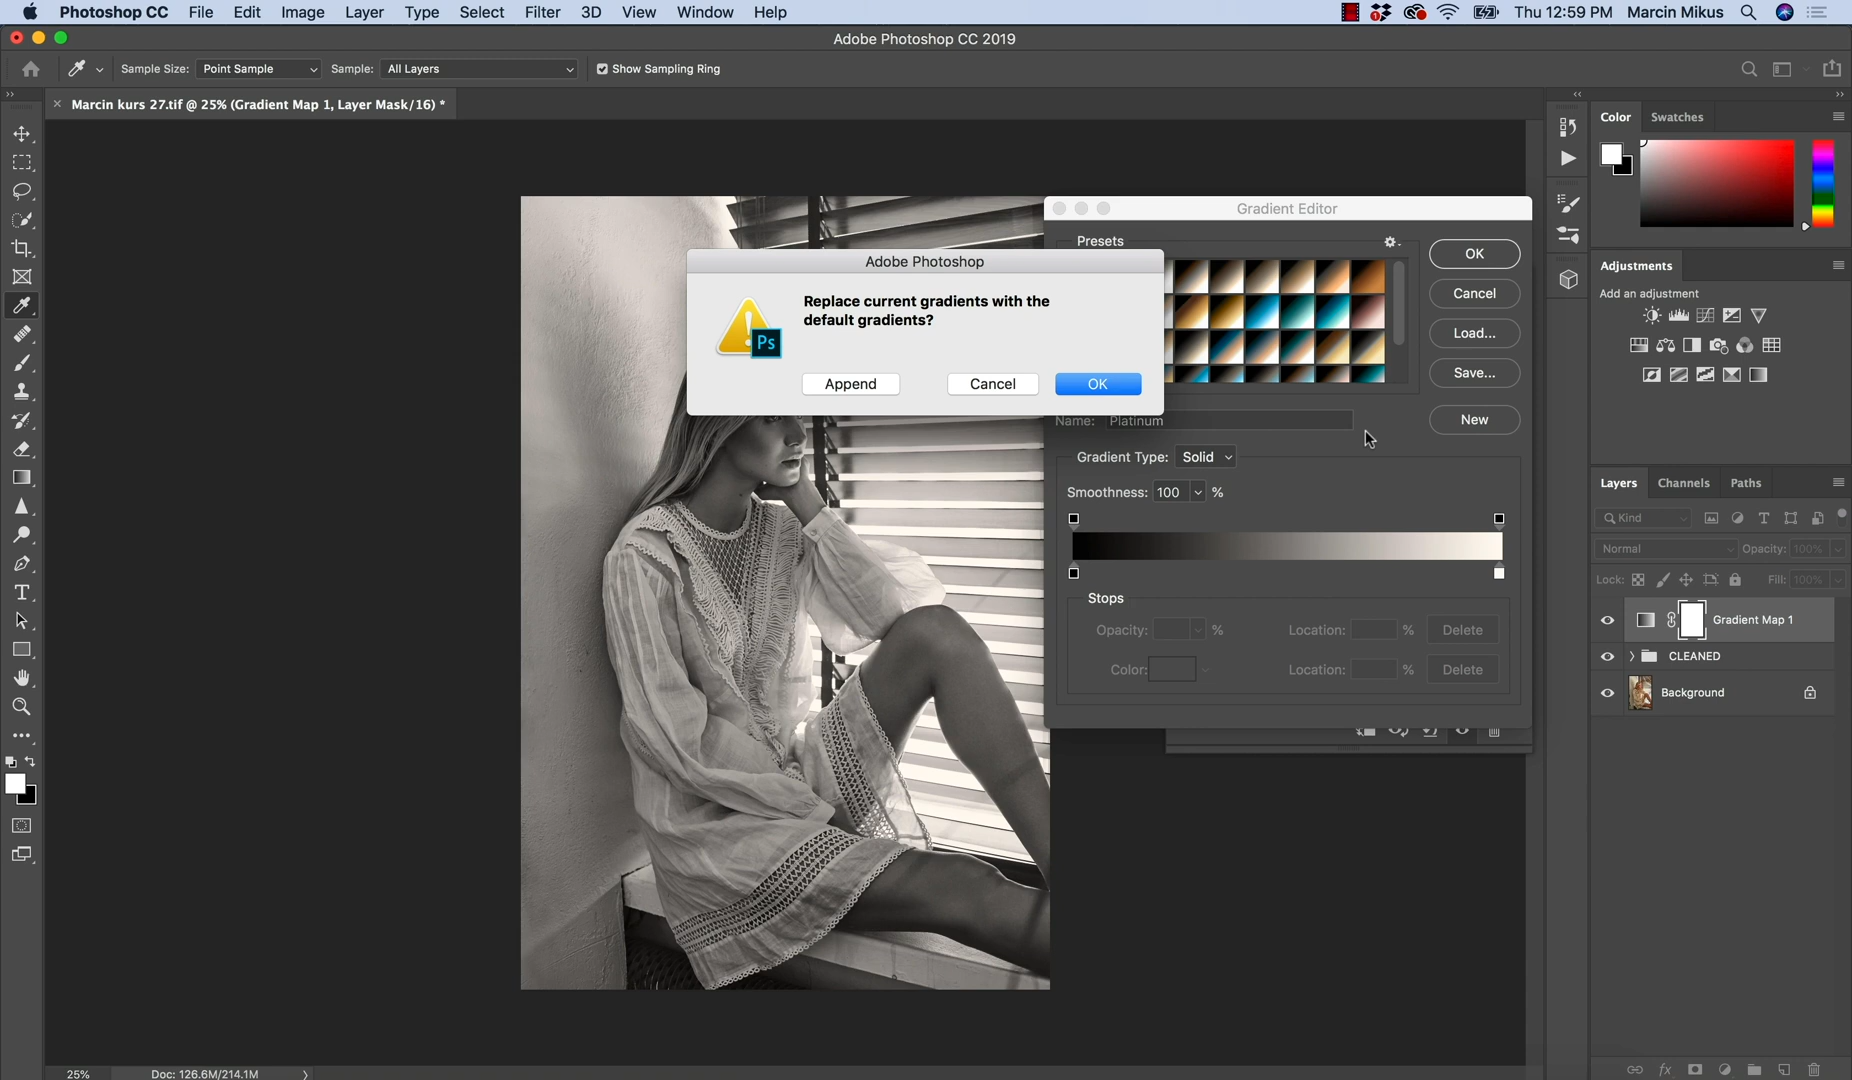 Photoshop CC File Edit Image Layer Type Select Filter 3D View Window Help 1 Thu 12:59 PM Marcin Mikus
Adobe Photoshop CC 2019
Sample Size: Point Sample Sample: All Layers Show Sampling Ring
× Marcin kurs 27.tif @ 25% (Gradient Map 1, Layer Mask/16) *
Color Swatches
Gradient Editor
Presets
OK
Cancel
Load...
Save...
New
Adobe Photoshop
Replace current gradients with the
default gradients?
Ps
Append Cancel OK
Name: Platinum
Gradient Type: Solid
Smoothness: 100 %
Stops
Opacity: % Location: % Delete
Color: Location: % Delete
Adjustments
Add an adjustment
Layers Channels Paths
Kind
Normal Opacity: 100%
Lock: Fill: 100%
Gradient Map 1
CLEANED
Background
fx
25% Doc: 126.6M/214.1M